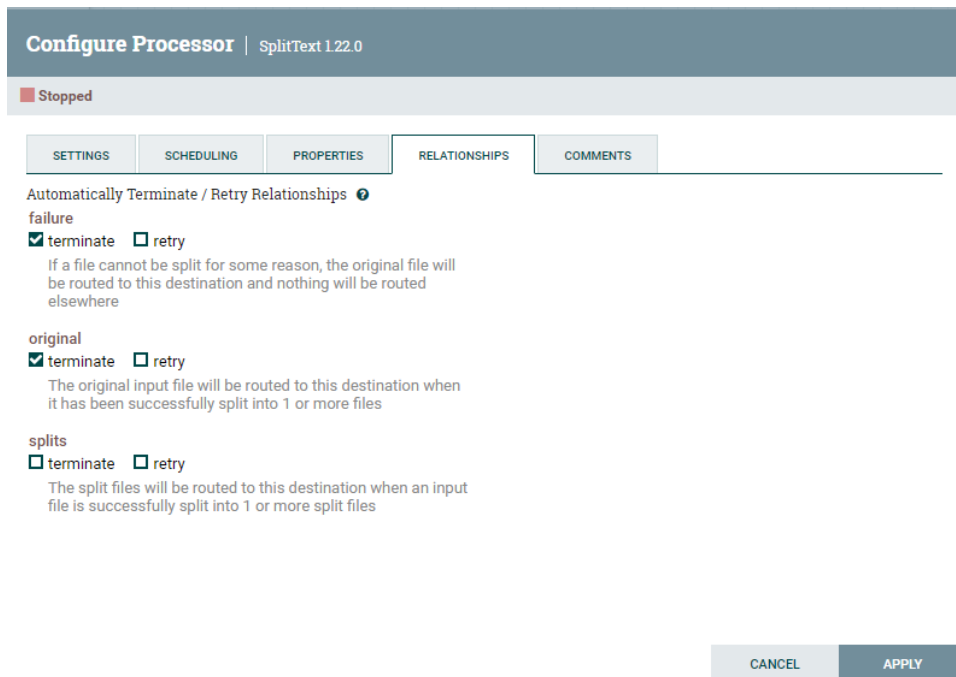 Configure Processor | SplitText 1.22.0
Stopped
SETTINGS SCHEDULING PROPERTIES RELATIONSHIPS COMMENTS
Automatically Terminate / Retry Relationships ?
failure
terminate retry
If a file cannot be split for some reason, the original file will
be routed to this destination and nothing will be routed
elsewhere
original
terminate retry
The original input file will be routed to this destination when
it has been successfully split into 1 or more files
splits
terminate retry
The split files will be routed to this destination when an input
file is successfully split into 1 or more split files
CANCEL APPLY